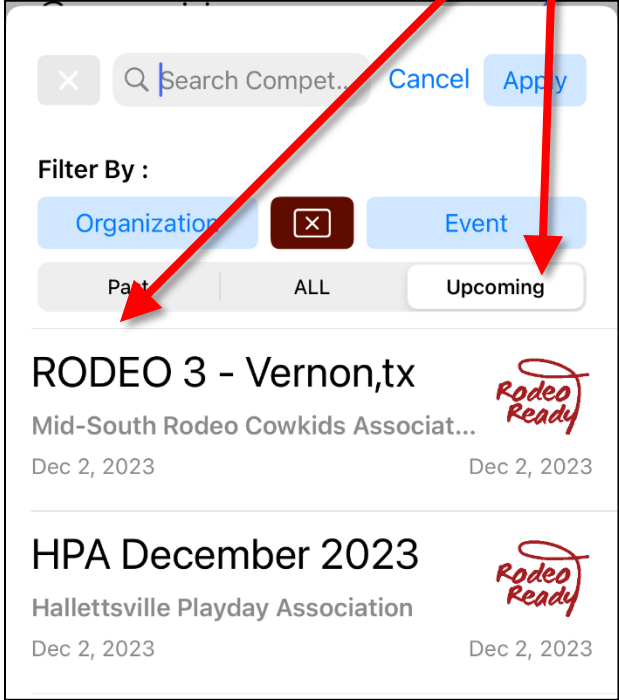 Search Compet...
Cancel
Apply
Filter By :
Organization
Event
Past
ALL
Upcoming
RODEO 3 - Vernon,tx
Rodeo
Ready
Mid-South Rodeo Cowkids Associat...
Dec 2, 2023
Dec 2, 2023
HPA December 2023
Rodeo
Ready
Hallettsville Playday Association
Dec 2, 2023
Dec 2, 2023